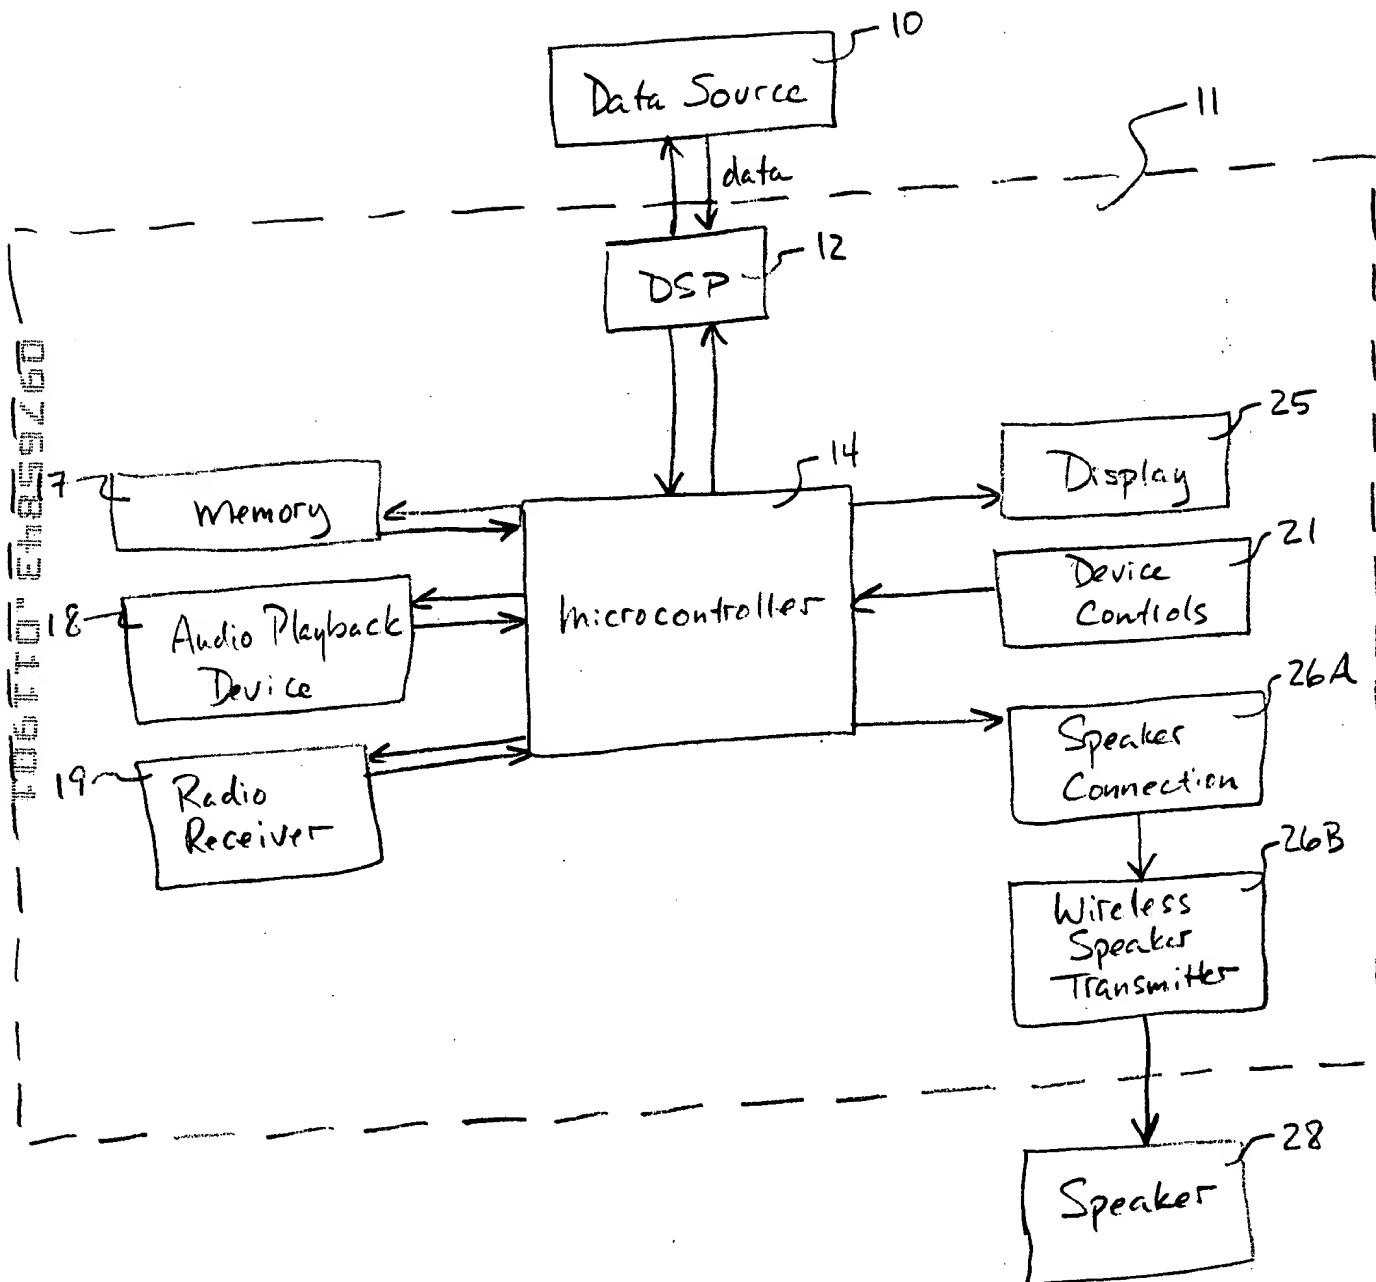 10
Data Source
11
data
12
DSP
25
Display
14
7
Memory
Microcontroller
21
Device
Controls
18
Audio Playback
Device
26A
Speaker
Connection
19
Radio
Receiver
26B
Wireless
Speaker
Transmitter
28
Speaker